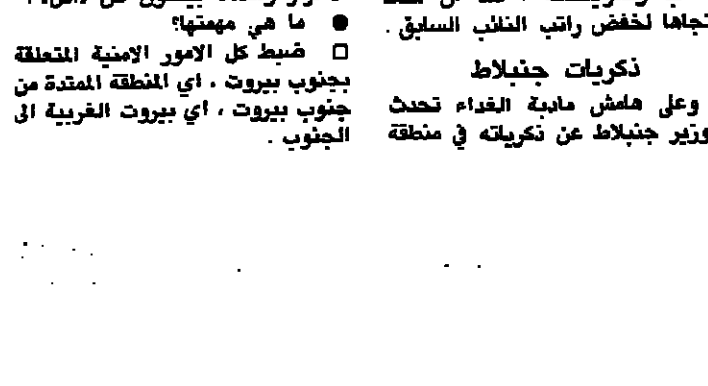 تجاها لخفض راتب النائب السابق .
ذكريات جنبلاط
وعلى هامش مادبة الغداء تحدث
وزير جنبلاط عن ذكرياته في منطقة
● ما هي مهمتها؟
□ ضبط كل الامور الامنية المتعلقة
بجنوب بيروت ، اي المنطقة الممتدة من
جنوب بيروت ، اي بيروت الغربية الى
الجنوب .